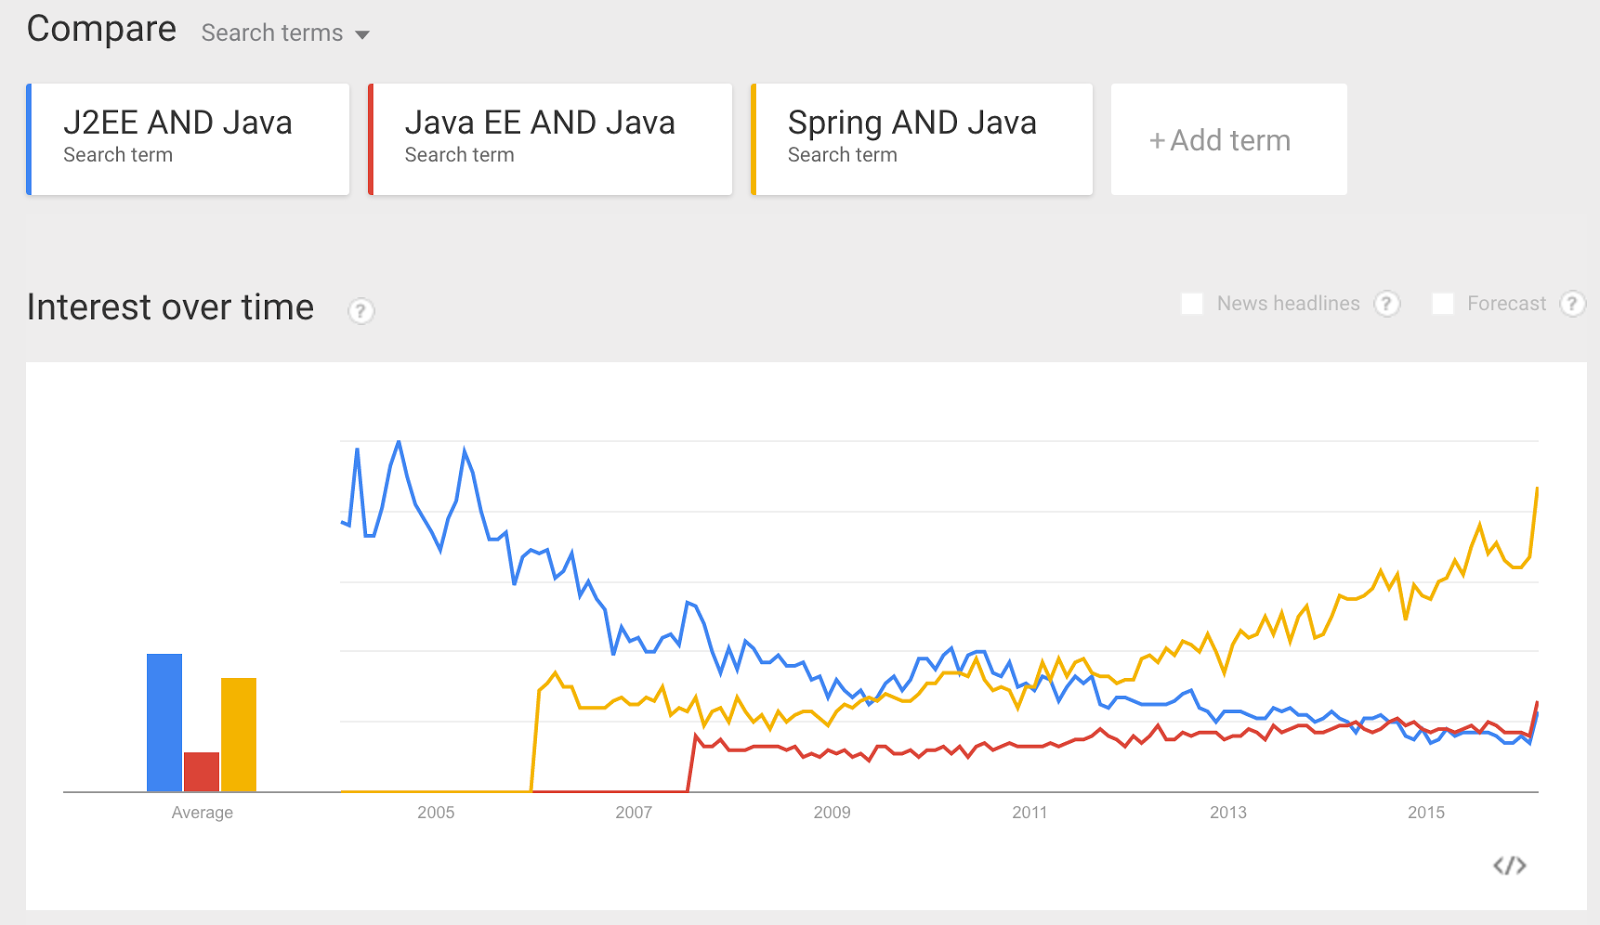 Compare Search terms
J2EE AND Java
Search term
Java EE AND Java
Search term
Spring AND Java
Search term
+Add term
Interest over time ?
News headlines ? Forecast ?
Average 2005 2007 2009 2011 2013 2015
</>